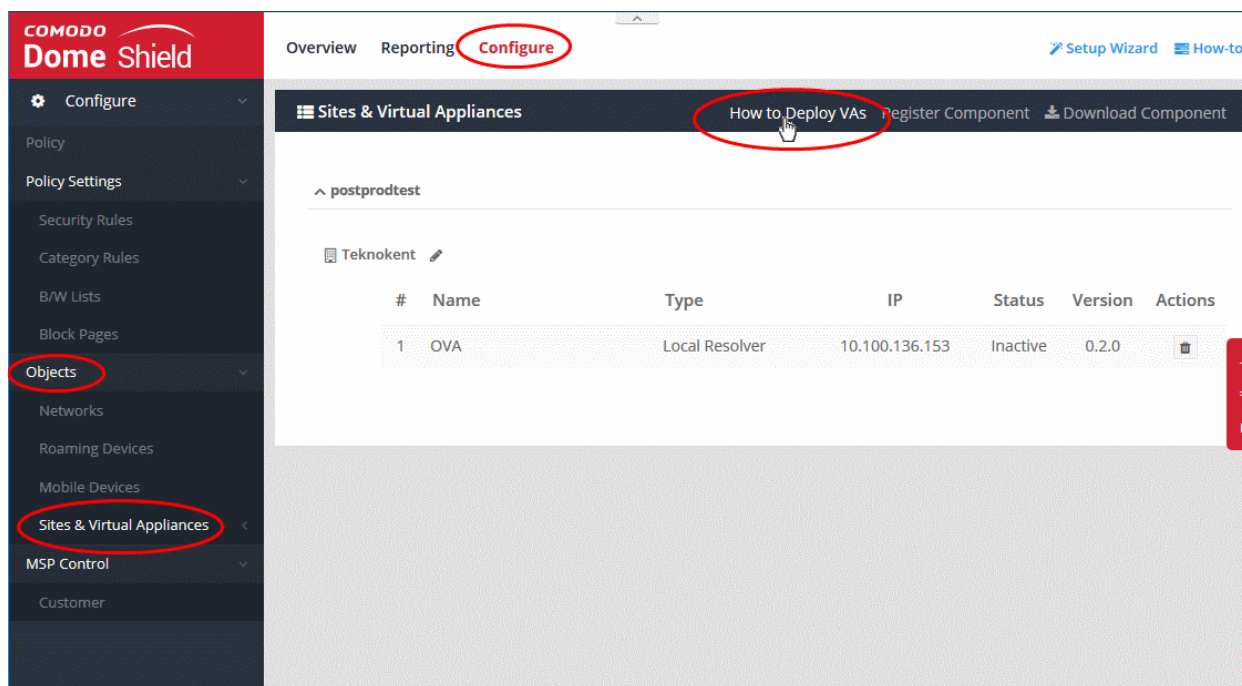 COMODO
Dome Shield
Overview Reporting Configure
Setup Wizard How-to
Configure
Policy
Policy Settings
Security Rules
Category Rules
B/W Lists
Block Pages
Objects
Networks
Roaming Devices
Mobile Devices
Sites & Virtual Appliances
MSP Control
Customer
Sites & Virtual Appliances How to Deploy VAs Register Component Download Component
postprodtest
Teknokent
# Name Type IP Status Version Actions
1 OVA Local Resolver 10.100.136.153 Inactive 0.2.0